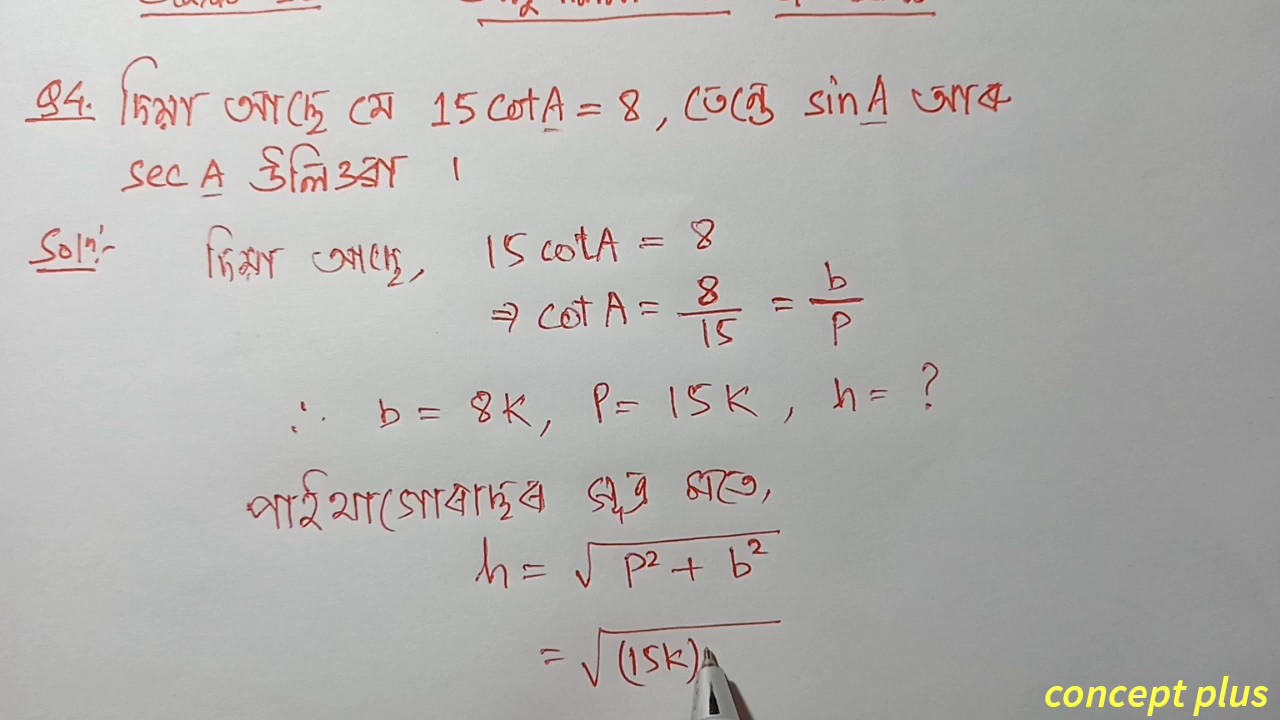 Q4. দিয়া আছে যে 15 cot A = 8, তেন্তে sin A আৰু
sec A উলিওৱা ।
Solnˈ:- দিয়া আছে, 15 cot A = 8
⇒ cot A = 8/15 = b/P
∴ b = 8K, P = 15K, h = ?
পাইথাগোৰাছৰ সূত্ৰ মতে,
h = √(P² + b²)
= √(15K)
concept plus